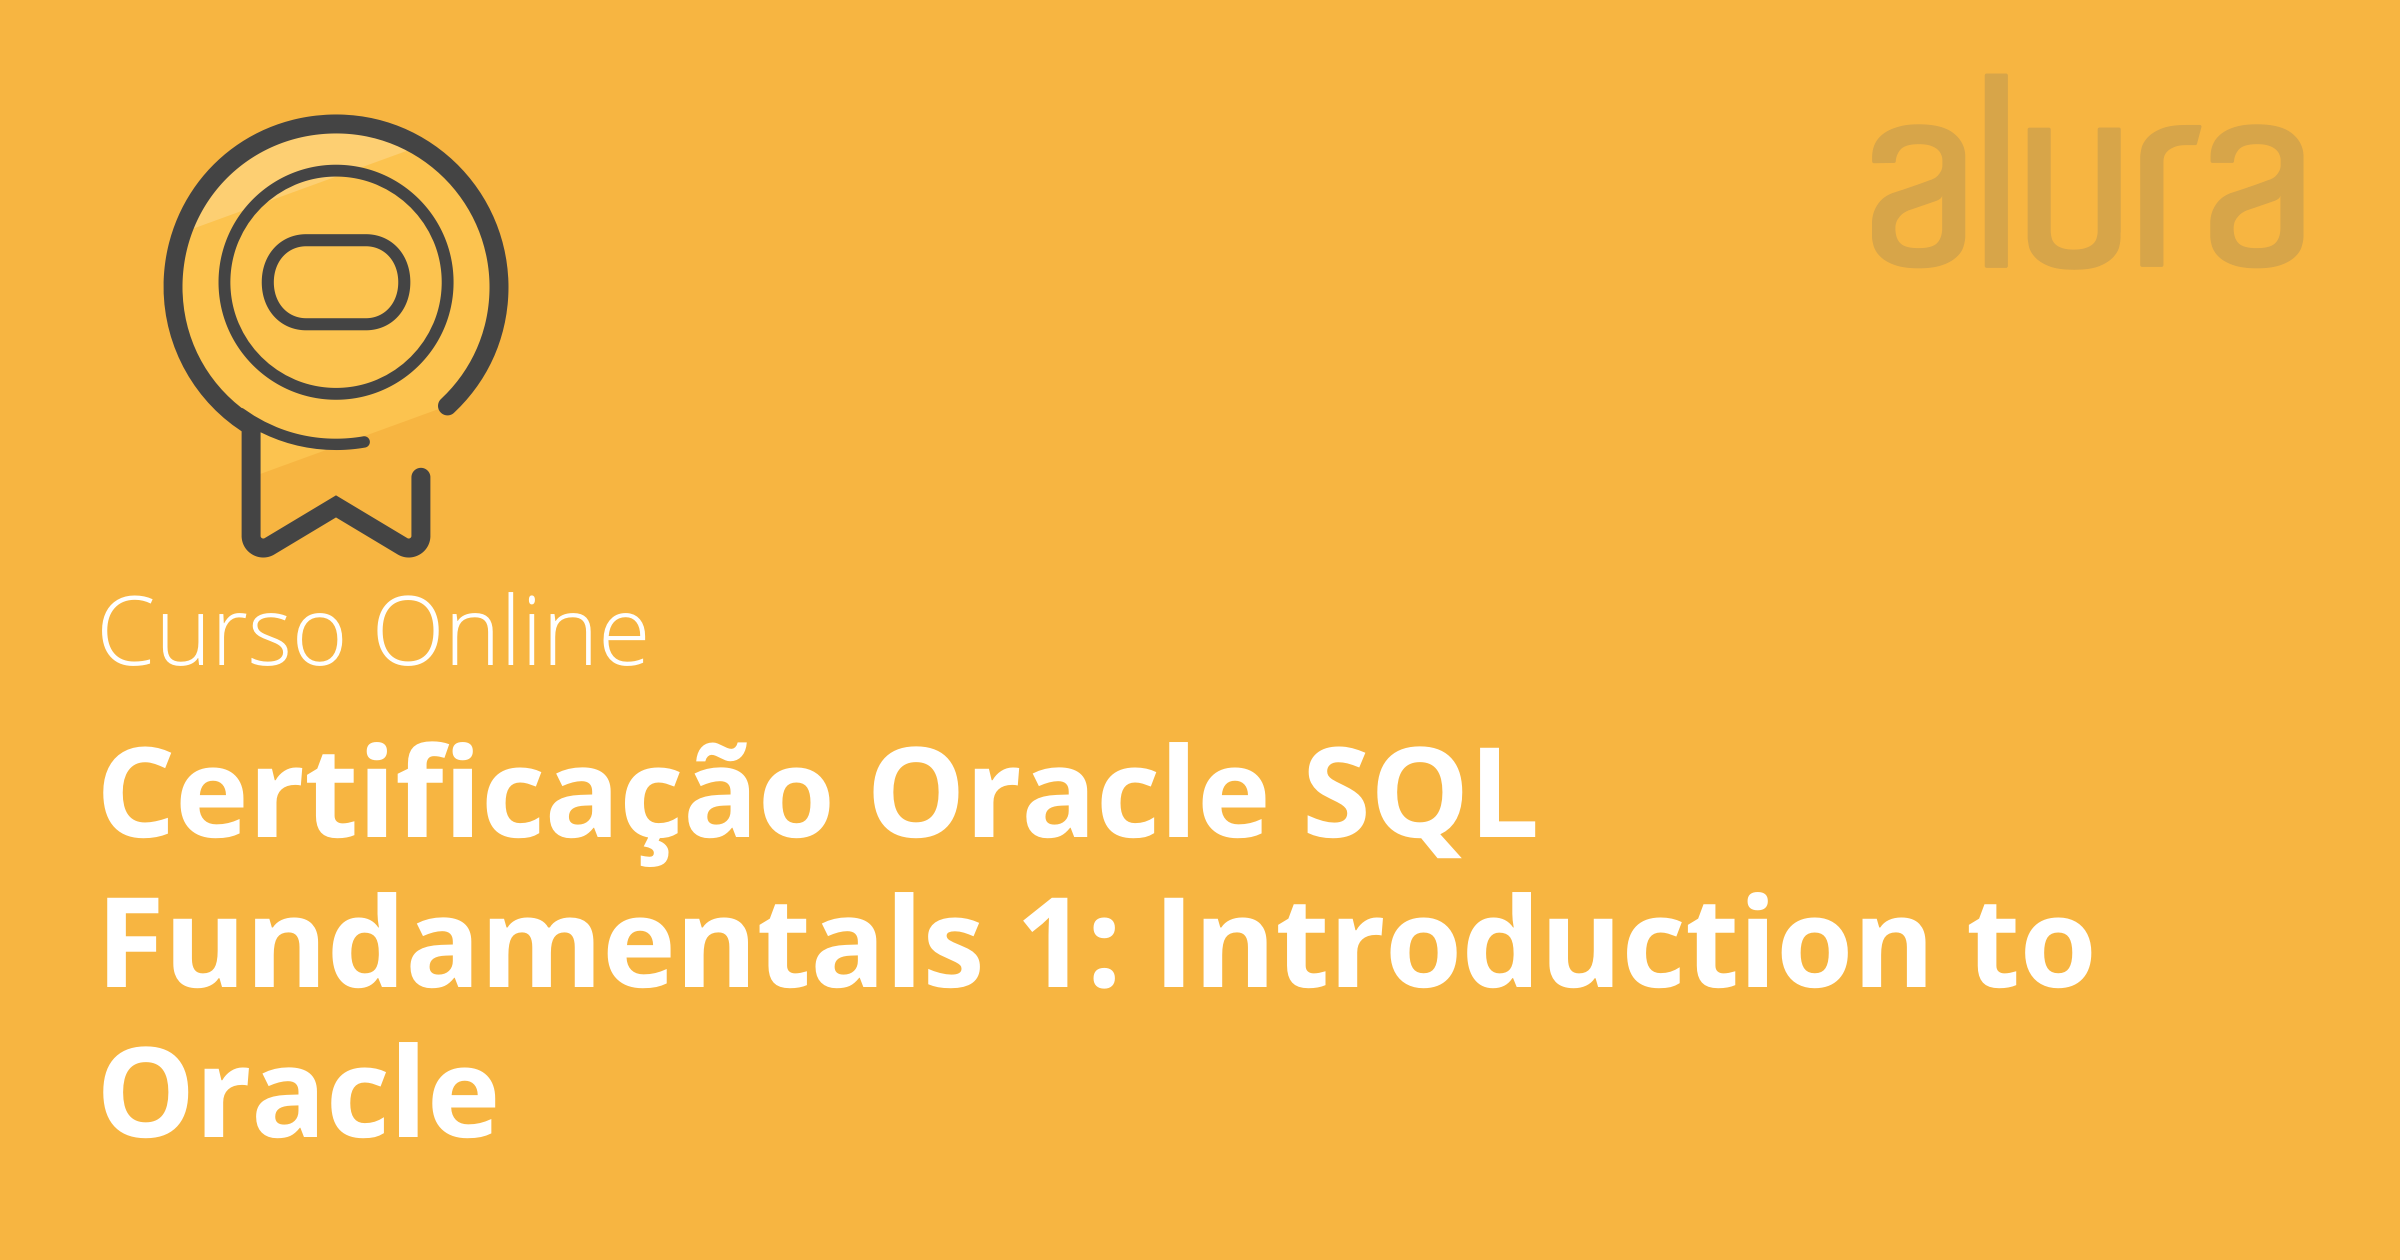 alura
Curso Online
Certificação Oracle SQL
Fundamentals 1: Introduction to
Oracle